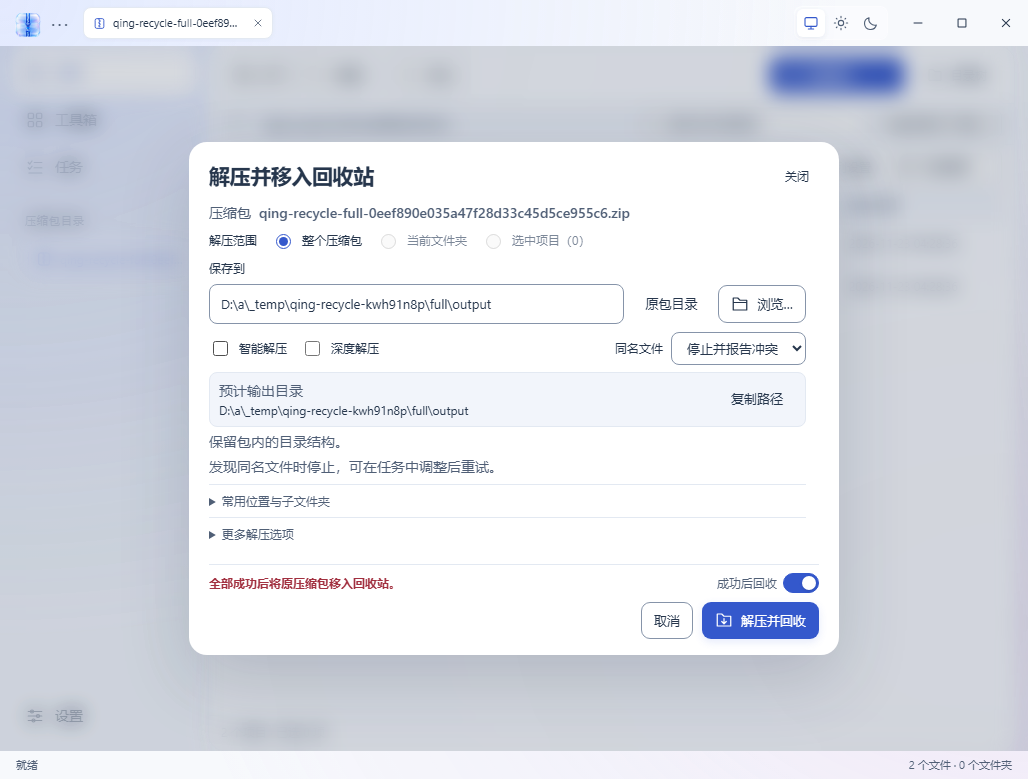 qing-recycle-full-0eef89...
工具箱
任务
压缩包目录
解压并移入回收站
关闭
压缩包 qing-recycle-full-0eef890e035a47f28d33c45d5ce955c6.zip
解压范围 整个压缩包 当前文件夹 选中项目 (0)
保存到
D:\a\_temp\qing-recycle-kwh91n8p\full\output 原包目录 浏览...
智能解压 深度解压 同名文件 停止并报告冲突
预计输出目录
D:\a\_temp\qing-recycle-kwh91n8p\full\output
复制路径
保留包内的目录结构。
发现同名文件时停止，可在任务中调整后重试。
常用位置与子文件夹
更多解压选项
全部成功后将原压缩包移入回收站。 成功后回收
取消 解压并回收
设置
就绪 2 个文件 · 0 个文件夹